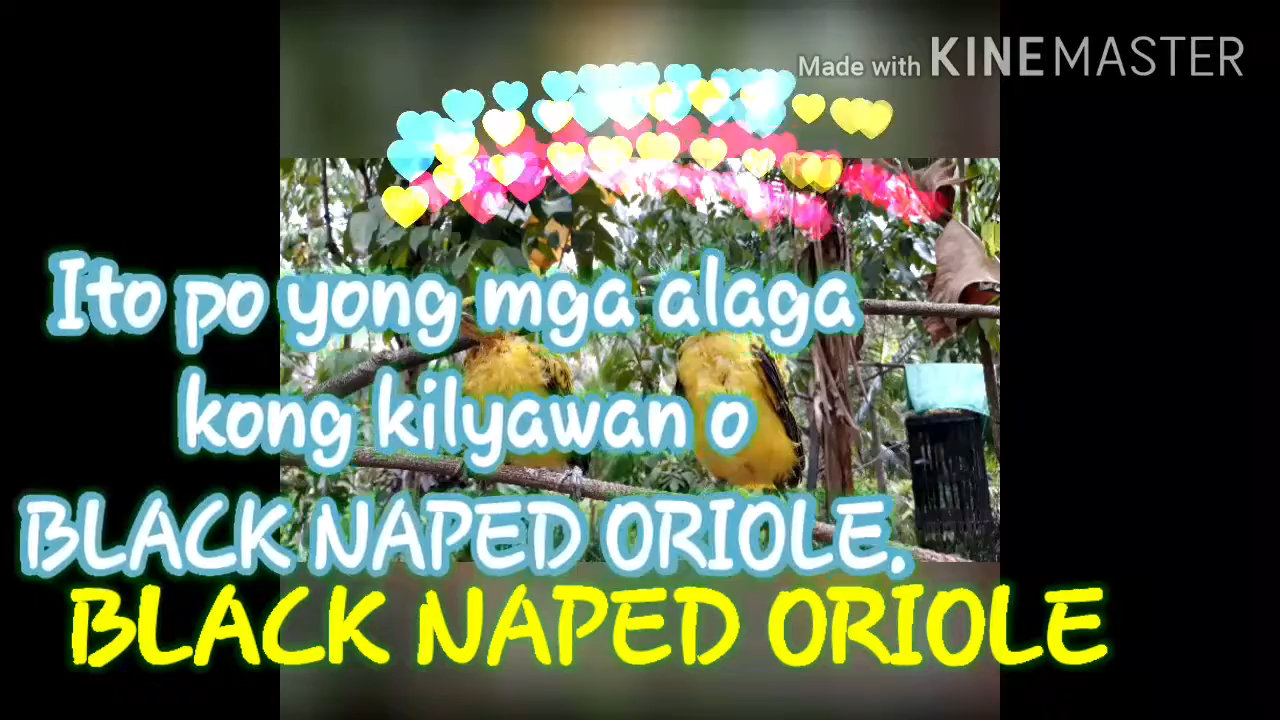 Made with KINEMASTER
Ito po yong mga alaga
kong kilyawan o
BLACK NAPED ORIOLE.
BLACK NAPED ORIOLE